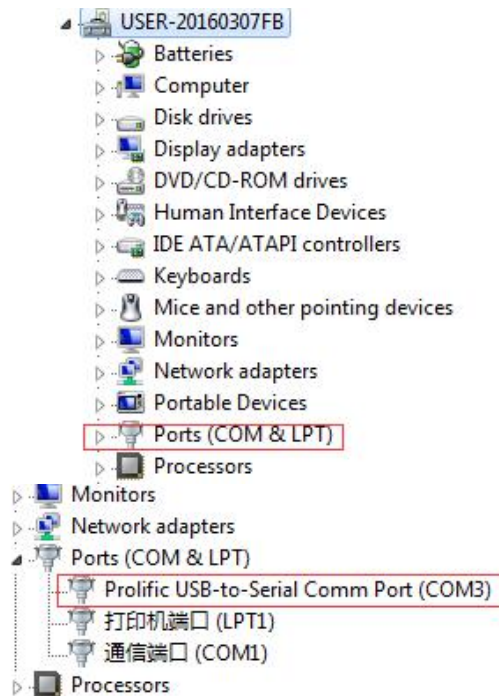 USER-20160307FB
Batteries
Computer
Disk drives
Display adapters
DVD/CD-ROM drives
Human Interface Devices
IDE ATA/ATAPI controllers
Keyboards
Mice and other pointing devices
Monitors
Network adapters
Portable Devices
Ports (COM & LPT)
Processors
Monitors
Network adapters
Ports (COM & LPT)
Prolific USB-to-Serial Comm Port (COM3)
打印机端口 (LPT1)
通信端口 (COM1)
Processors